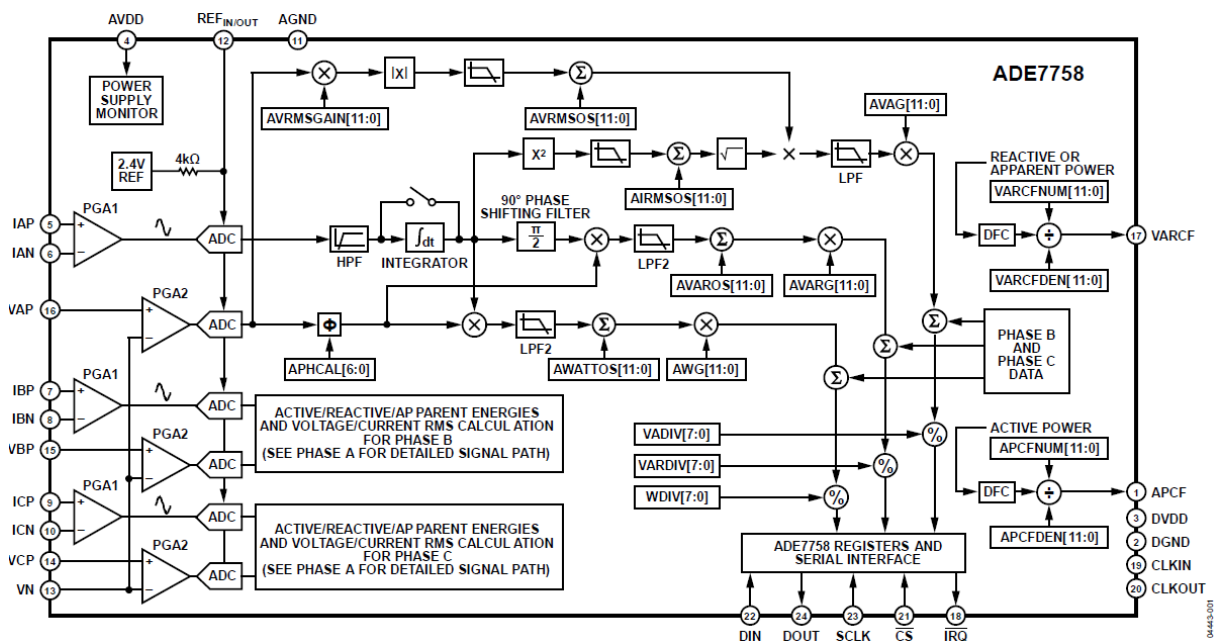 AVDD
REFIN/OUT
AGND
4
12
11
ADE7758
POWER
SUPPLY
MONITOR
|X|
AVRMSGAIN[11:0]
AVRMSOS[11:0]
AVAG[11:0]
2.4V
REF
4kΩ
X2
√
LPF
AIRMSOS[11:0]
REACTIVE OR
APPARENT POWER
VARCFNUM[11:0]
DFC
÷
17
VARCF
VARCFDEN[11:0]
PGA1
IAP
5
+
IAN
6
−
ADC
HPF
∫dt
INTEGRATOR
90° PHASE
SHIFTING FILTER
π
2
LPF2
Σ
AVAROS[11:0]
AVARG[11:0]
PGA2
VAP
16
+
−
ADC
Φ
APHCAL[6:0]
LPF2
Σ
AWATTOS[11:0]
AWG[11:0]
Σ
Σ
Σ
PHASE B
AND
PHASE C
DATA
PGA1
IBP
7
+
IBN
8
−
ADC
PGA2
VBP
15
+
−
ADC
ACTIVE/REACTIVE/APPARENT ENERGIES
AND VOLTAGE/CURRENT RMS CALCULATION
FOR PHASE B
(SEE PHASE A FOR DETAILED SIGNAL PATH)
PGA1
ICP
9
+
ICN
10
−
ADC
PGA2
VCP
14
+
VN
13
−
ADC
ACTIVE/REACTIVE/APPARENT ENERGIES
AND VOLTAGE/CURRENT RMS CALCULATION
FOR PHASE C
(SEE PHASE A FOR DETAILED SIGNAL PATH)
VADIV[7:0]
%
VARDIV[7:0]
%
WDIV[7:0]
%
ADE7758 REGISTERS AND
SERIAL INTERFACE
ACTIVE POWER
APCFNUM[11:0]
DFC
÷
APCFDEN[11:0]
1
APCF
3
DVDD
2
DGND
19
CLKIN
20
CLKOUT
22
24
23
21
18
DIN
DOUT
SCLK
CS
IRQ
04443-001